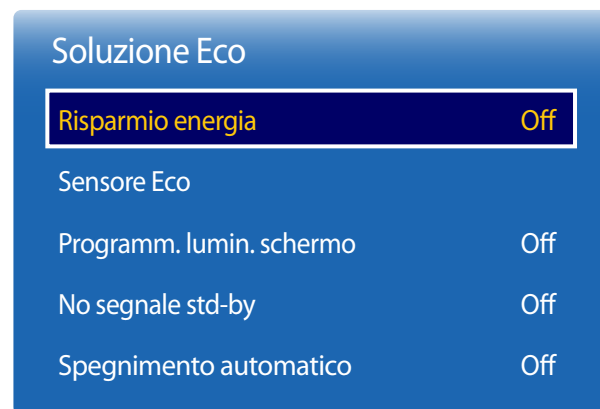 Soluzione Eco
Risparmio energia Off
Sensore Eco
Programm. lumin. schermo Off
No segnale std-by Off
Spegnimento automatico Off